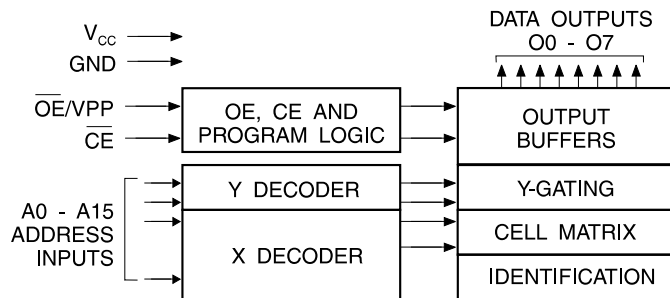 DATA OUTPUTS
O0 - O7
VCC
GND
OE/VPP
CE
OE, CE AND
PROGRAM LOGIC
OUTPUT
BUFFERS
A0 - A15
ADDRESS
INPUTS
Y DECODER
Y-GATING
X DECODER
CELL MATRIX
IDENTIFICATION